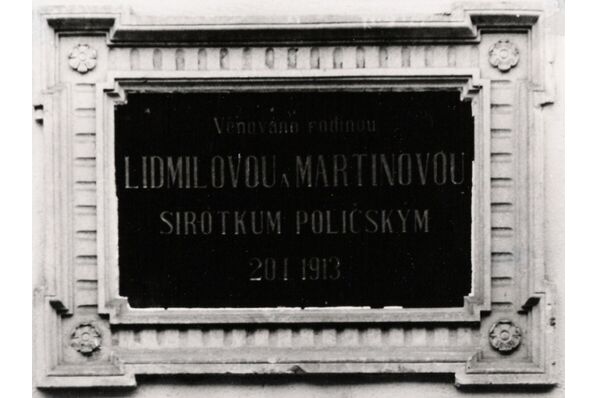 Věnováno rodinou
LIDMILOVOU A MARTINOVOU
SIROTKUM POLIČSKÝM
20 I 1913